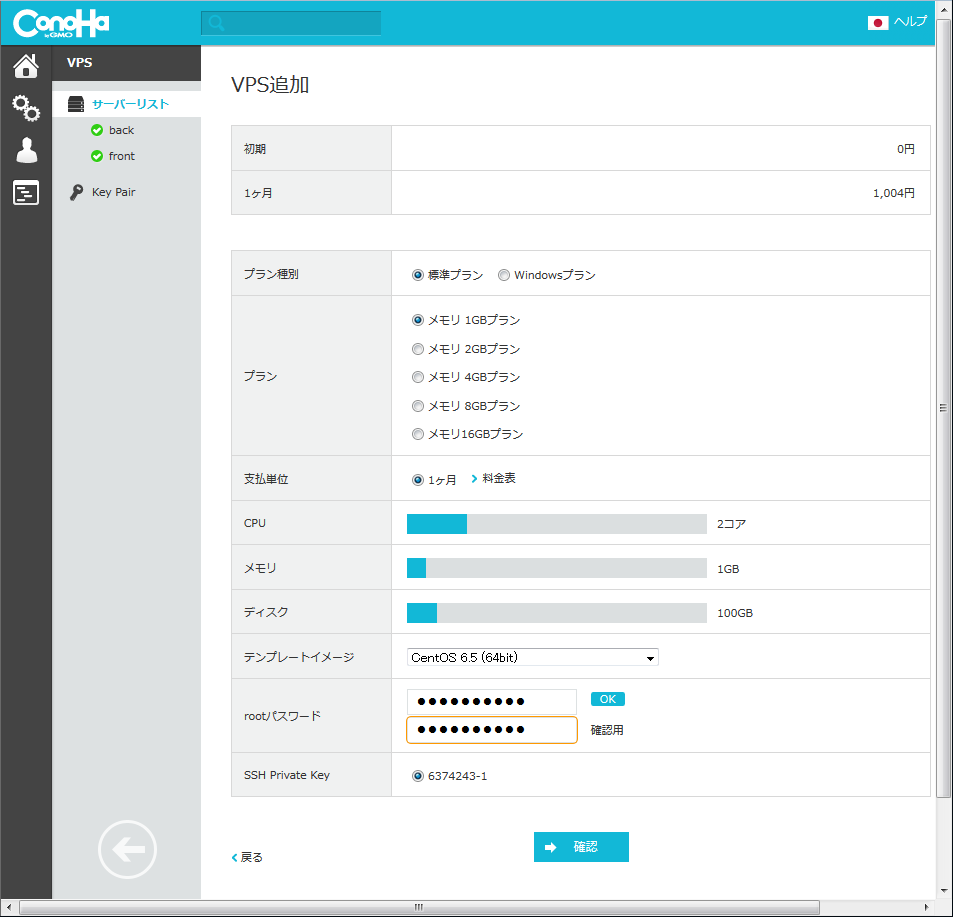 ConoHa
by GMO
ヘルプ
VPS
サーバーリスト
back
front
Key Pair
VPS追加
初期 0円
1ヶ月 1,004円
プラン種別 標準プラン Windowsプラン
プラン
メモリ 1GBプラン
メモリ 2GBプラン
メモリ 4GBプラン
メモリ 8GBプラン
メモリ16GBプラン
支払単位 1ヶ月 料金表
CPU 2コア
メモリ 1GB
ディスク 100GB
テンプレートイメージ CentOS 6.5 (64bit)
rootパスワード ●●●●●●●●●● OK
●●●●●●●●●● 確認用
SSH Private Key 6374243-1
戻る
確認